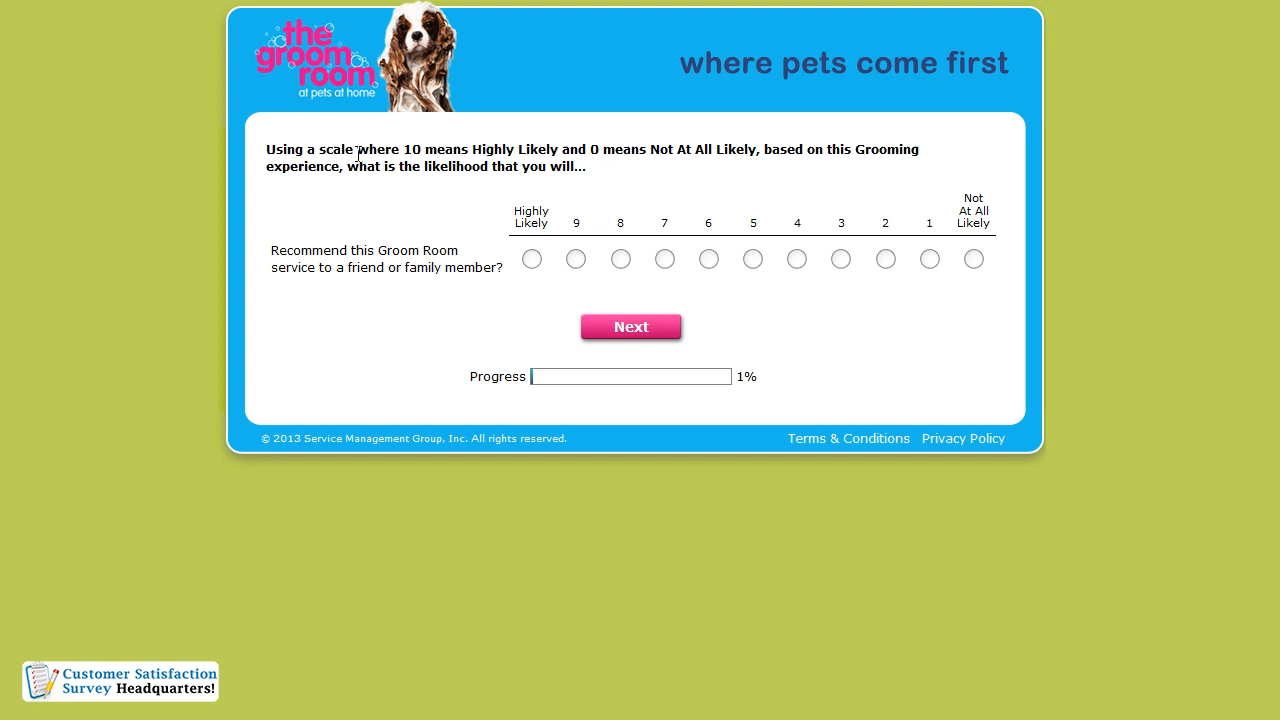 the
groom
room
at pets at home
where pets come first
Using a scale where 10 means Highly Likely and 0 means Not At All Likely, based on this Grooming
experience, what is the likelihood that you will...
Highly
Likely
9 8 7 6 5 4 3 2 1
Not
At All
Likely
Recommend this Groom Room
service to a friend or family member?
Next
Progress 1%
© 2013 Service Management Group, Inc. All rights reserved.
Terms & Conditions Privacy Policy
Customer Satisfaction
Survey Headquarters!